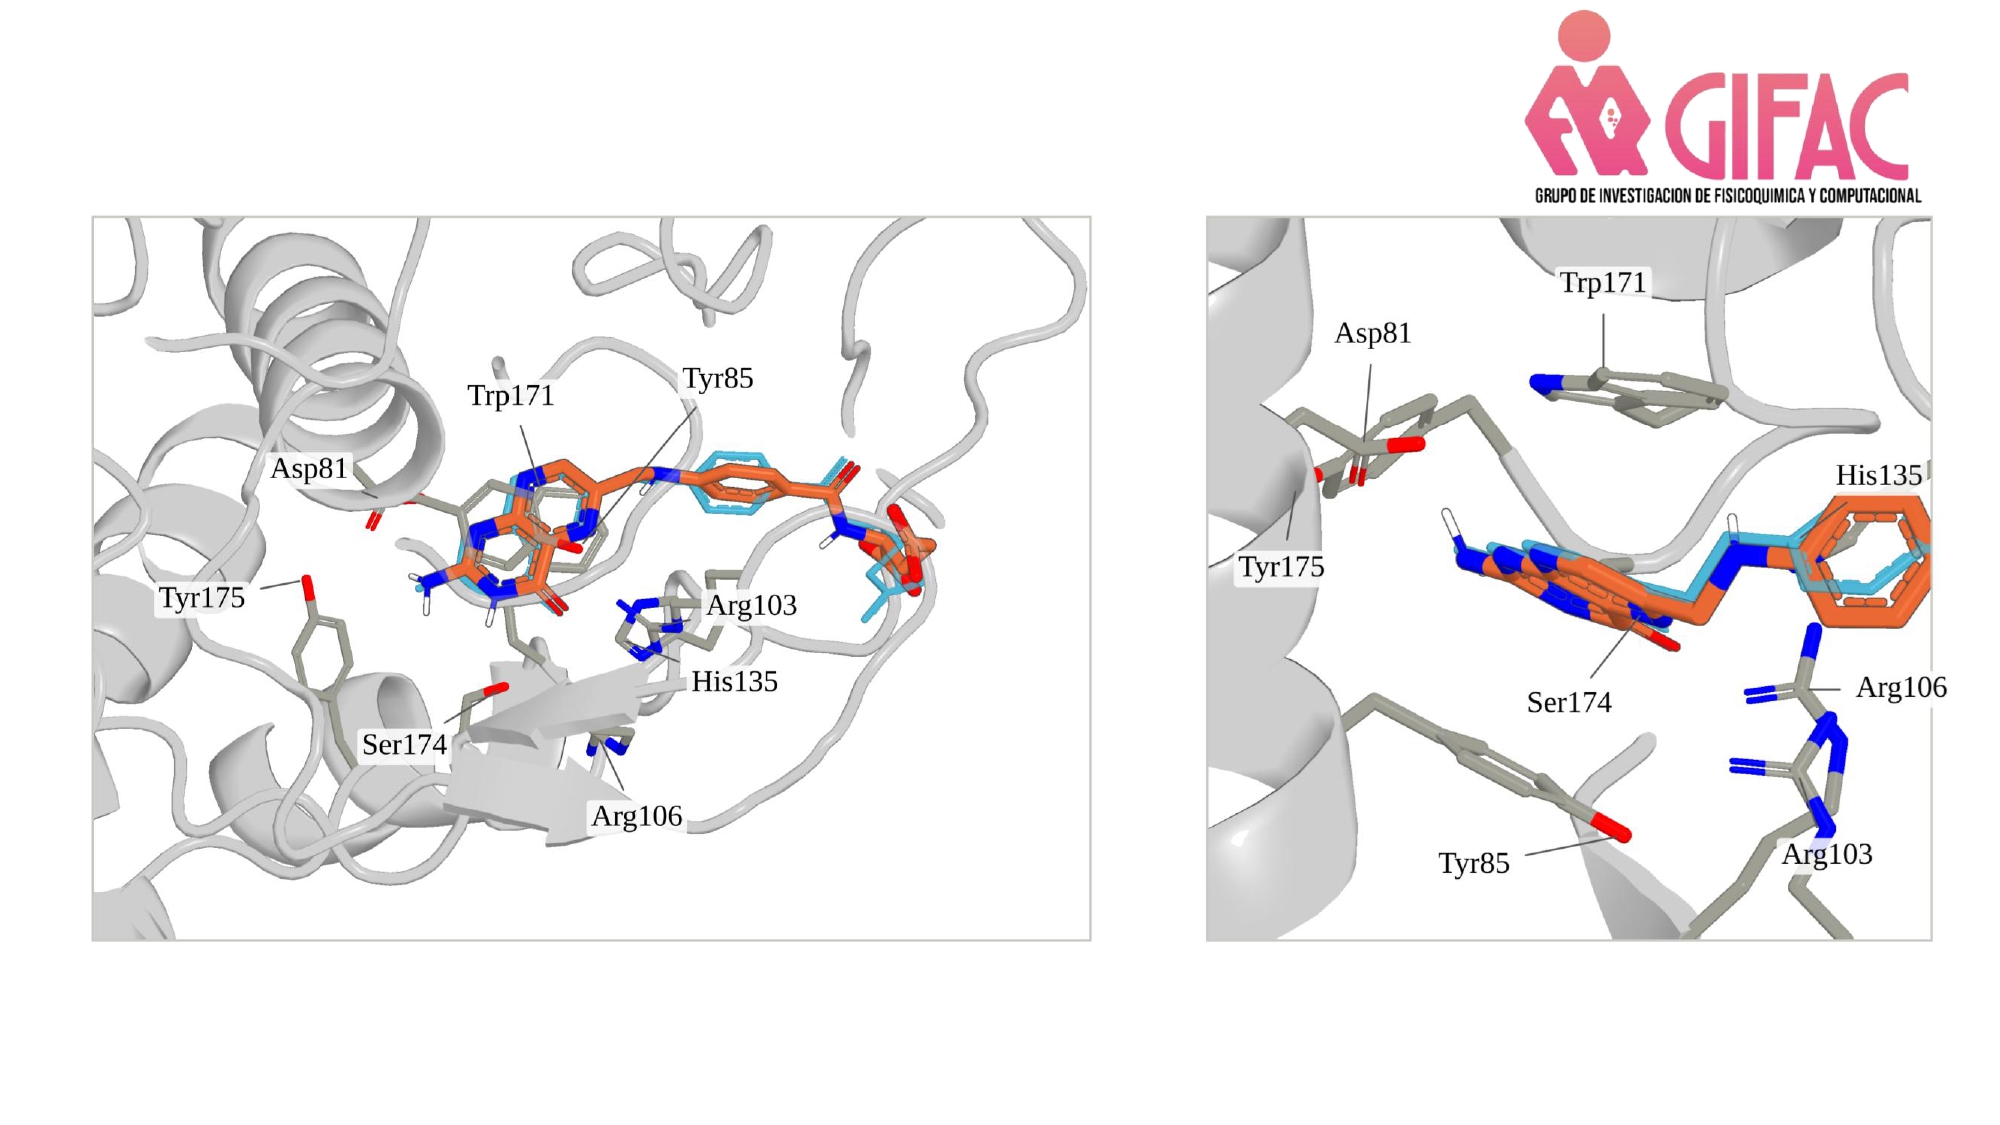 GIFAC
GRUPO DE INVESTIGACION DE FISICOQUIMICA Y COMPUTACIONAL
Trp171
Tyr85
Asp81
Tyr175
Arg103
His135
Ser174
Arg106
Trp171
Asp81
His135
Tyr175
Arg106
Ser174
Arg103
Tyr85